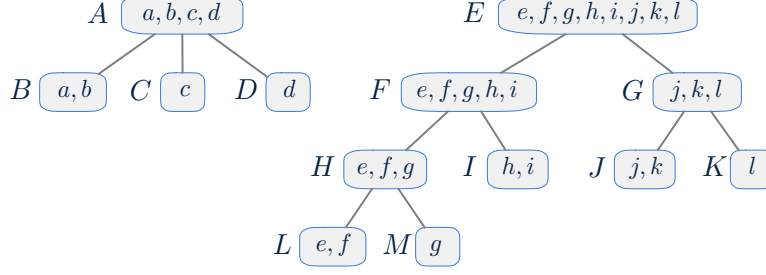 A a, b, c, d E e, f, g, h, i, j, k, l
B a, b C c D d F e, f, g, h, i G j, k, l
H e, f, g I h, i J j, k K l
L e, f M g